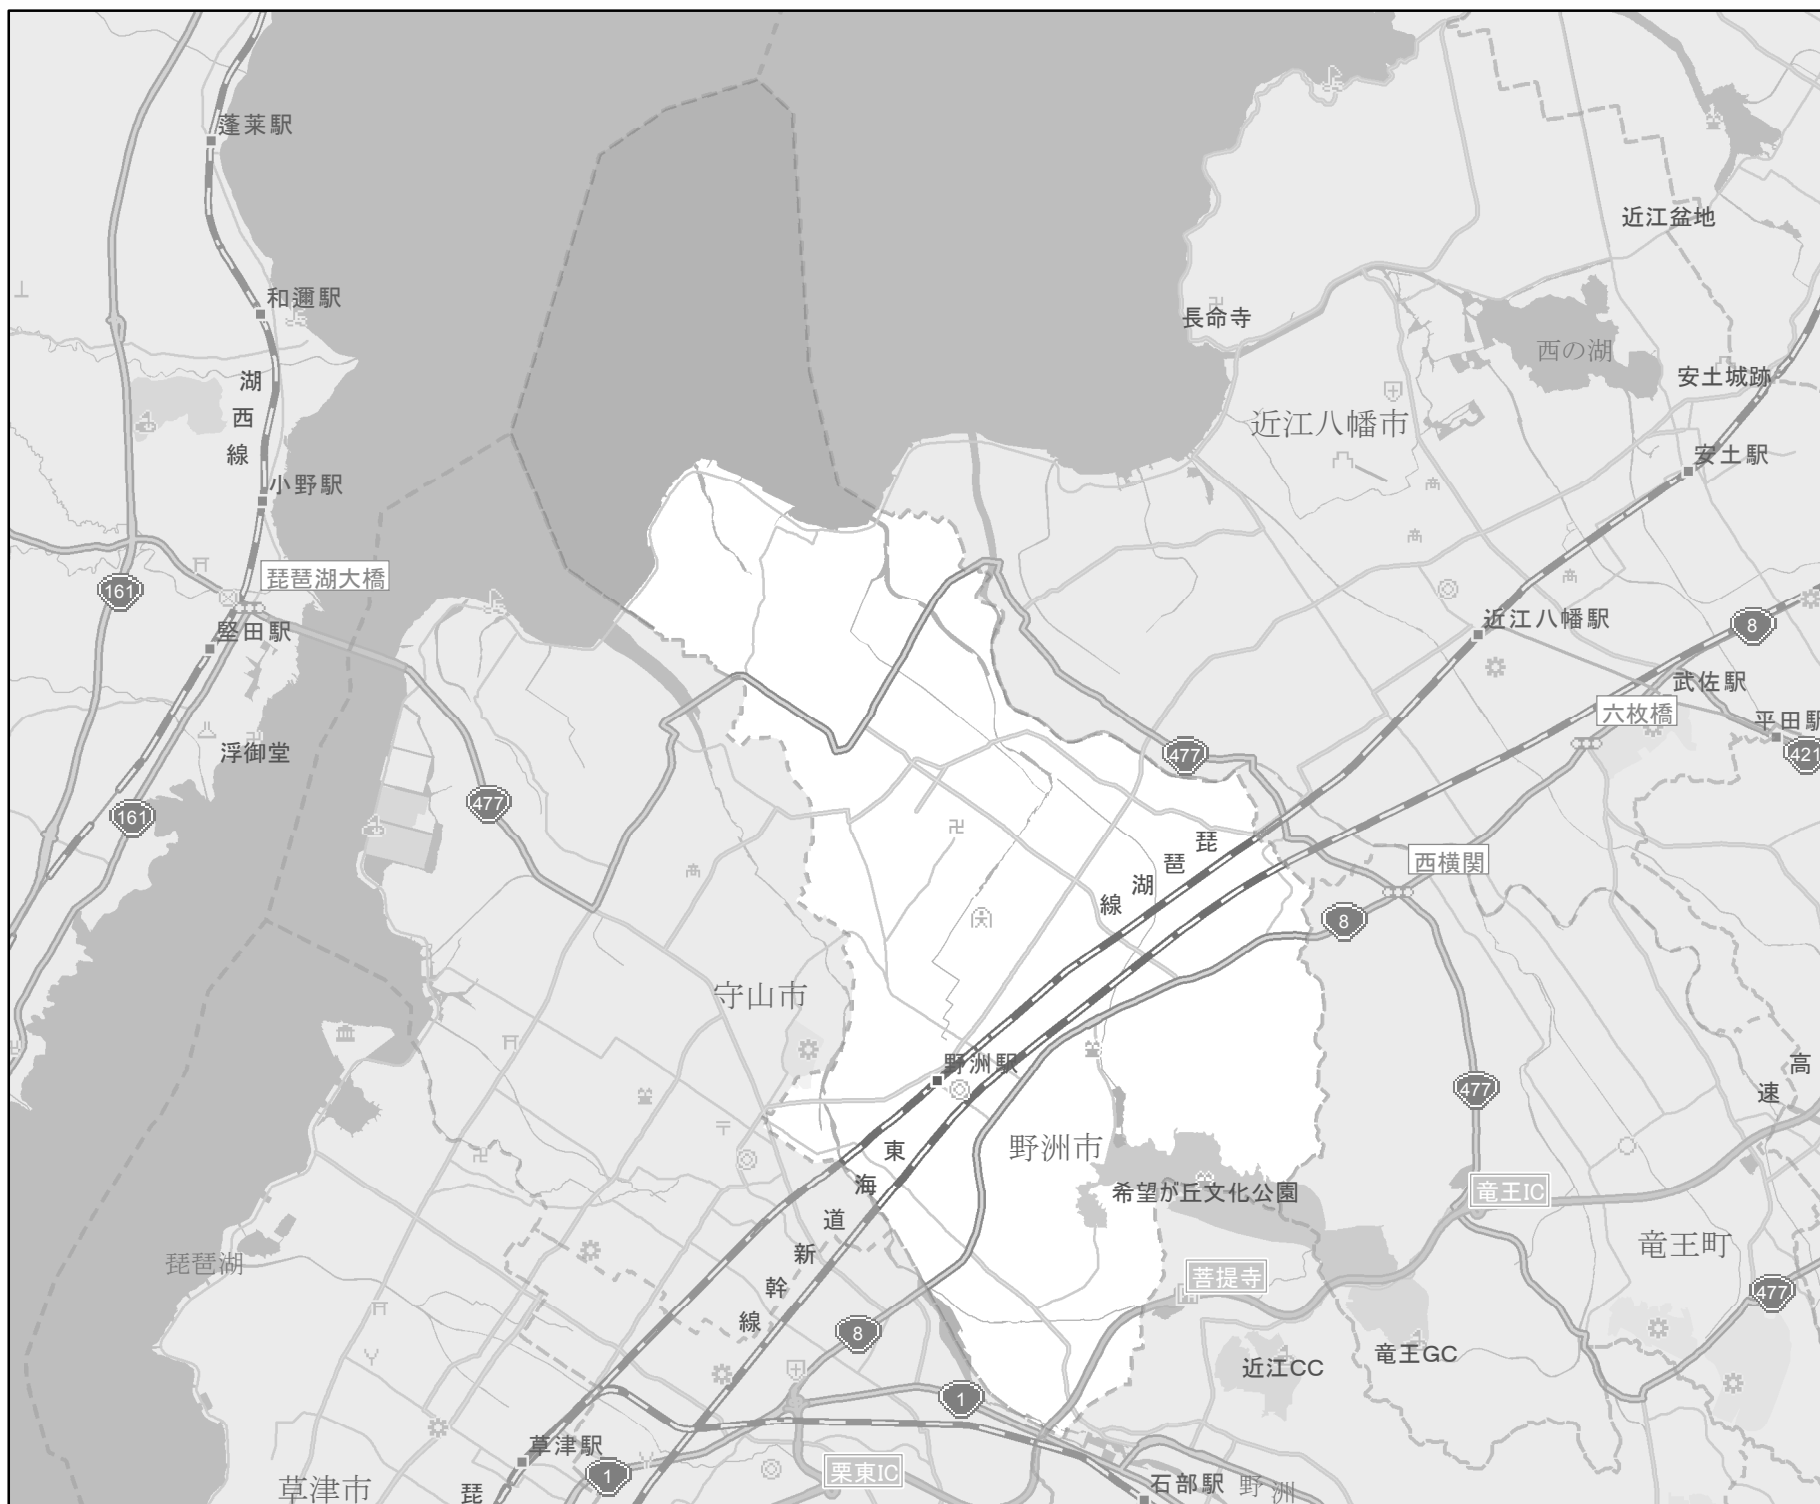 蓬莱駅
近江盆地
和邇駅
長命寺
西の湖
湖西線
安土城跡
近江八幡市
安土駅
小野駅
琵琶湖大橋
161
堅田駅
近江八幡駅
8
武佐駅
六枚橋
平田駅
浮御堂
477
421
161
477
琵琶湖線
西横関
8
守山市
野洲駅
高速
477
東海道新幹線
野洲市
希望が丘文化公園
竜王IC
琵琶湖
竜王町
菩提寺
477
8
近江CC
竜王GC
1
草津駅
1
栗東IC
草津市
琵
石部駅
野洲